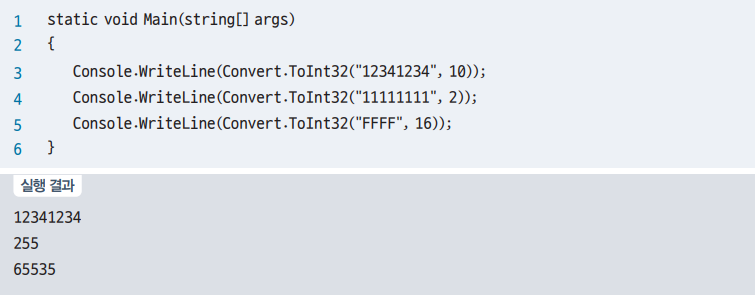 1 static void Main(string[] args)
2 {
3 Console.WriteLine(Convert.ToInt32("12341234", 10));
4 Console.WriteLine(Convert.ToInt32("11111111", 2));
5 Console.WriteLine(Convert.ToInt32("FFFF", 16));
6 }
실행 결과
12341234
255
65535